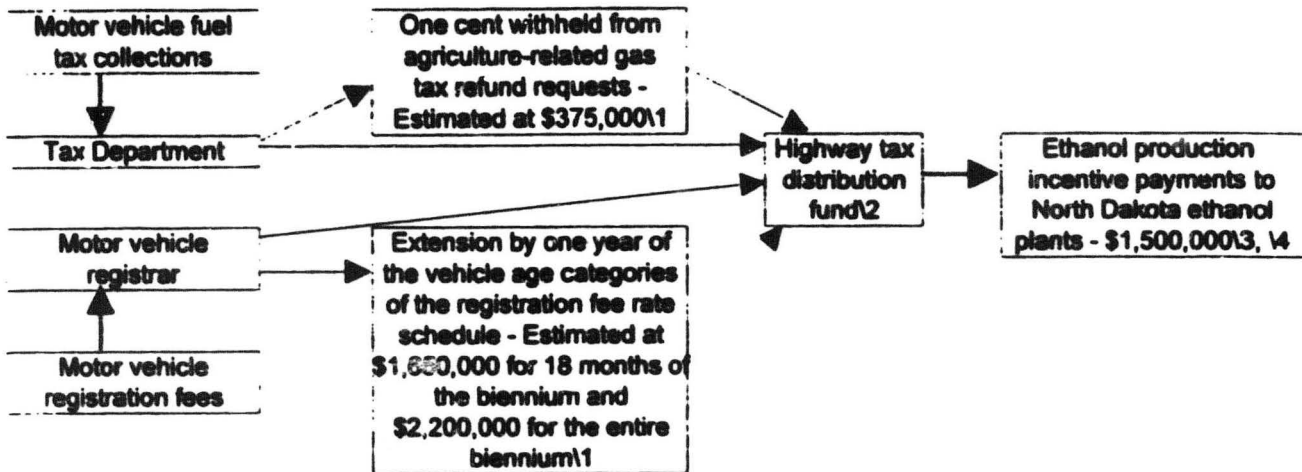 Motor vehicle fuel
tax collections
Tax Department
One cent withheld from
agriculture-related gas
tax refund requests -
Estimated at $375,000\1
Motor vehicle
registrar
Motor vehicle
registration fees
Extension by one year of
the vehicle age categories
of the registration fee rate
schedule - Estimated at
$1,650,000 for 18 months of
the biennium and
$2,200,000 for the entire
biennium\1
Highway tax
distribution
fund\2
Ethanol production
incentive payments to
North Dakota ethanol
plants - $1,500,000\3, \4